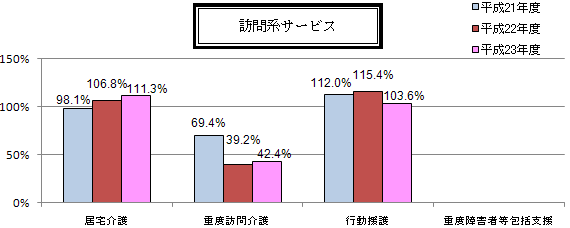 訪問系サービス
平成21年度
平成22年度
平成23年度
150%
100%
50%
0%
98.1%
106.8%
111.3%
69.4%
39.2%
42.4%
112.0%
115.4%
103.6%
居宅介護
重度訪問介護
行動援護
重度障害者等包括支援